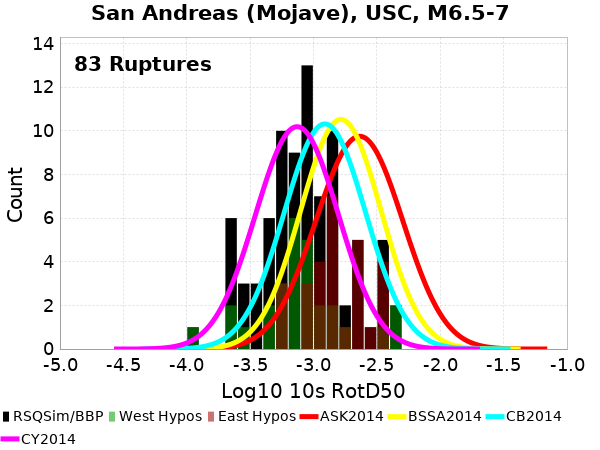 San Andreas (Mojave), USC, M6.5-7
83 Ruptures
Count
14
12
10
8
6
4
2
0
-5.0 -4.5 -4.0 -3.5 -3.0 -2.5 -2.0 -1.5 -1.0
Log10 10s RotD50
RSQSim/BBP West Hypos East Hypos ASK2014 BSSA2014 CB2014
CY2014